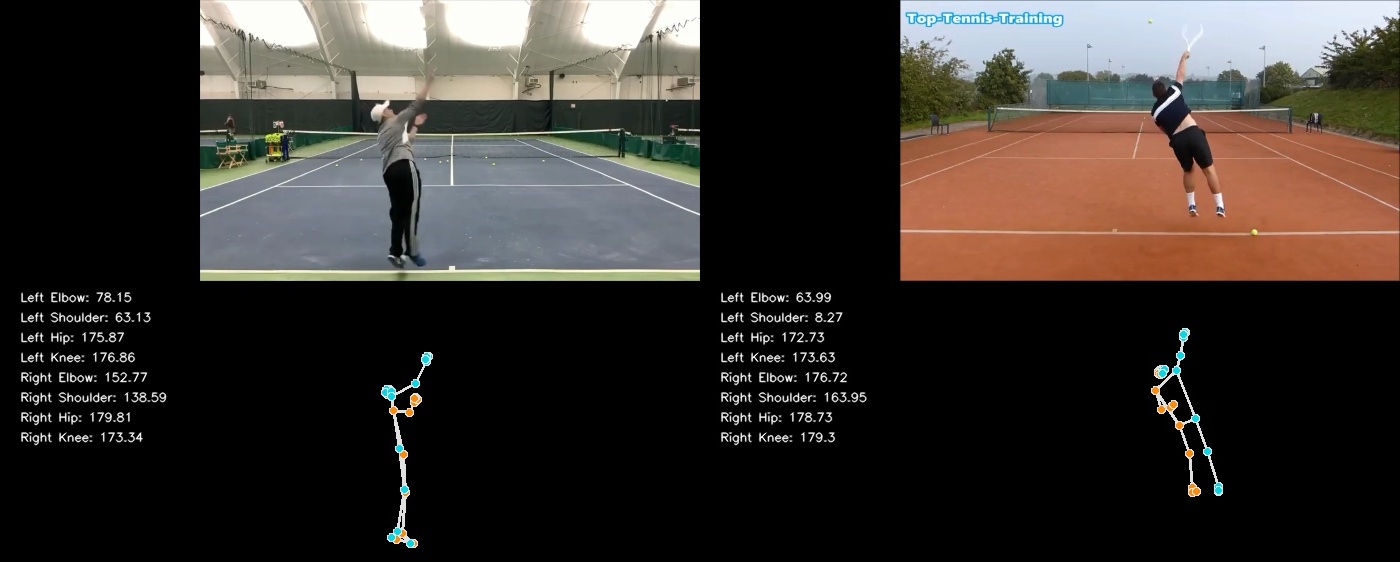 Top-Tennis-Training
Left Elbow: 78.15
Left Shoulder: 63.13
Left Hip: 175.87
Left Knee: 176.86
Right Elbow: 152.77
Right Shoulder: 138.59
Right Hip: 179.81
Right Knee: 173.34
Left Elbow: 63.99
Left Shoulder: 8.27
Left Hip: 172.73
Left Knee: 173.63
Right Elbow: 176.72
Right Shoulder: 163.95
Right Hip: 178.73
Right Knee: 179.3